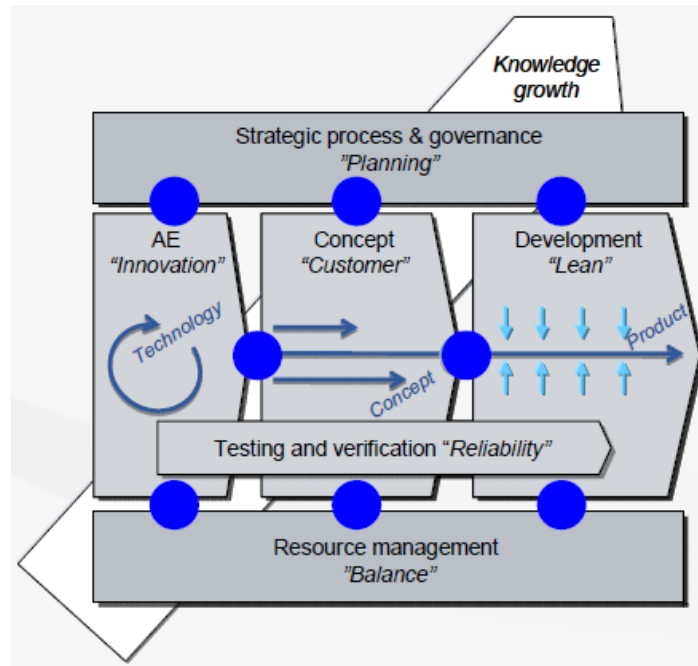 Knowledge
growth
Strategic process & governance
”Planning”
AE
“Innovation”
Concept
“Customer”
Development
“Lean”
Technology
Concept
Product
Testing and verification “Reliability”
Resource management
”Balance”